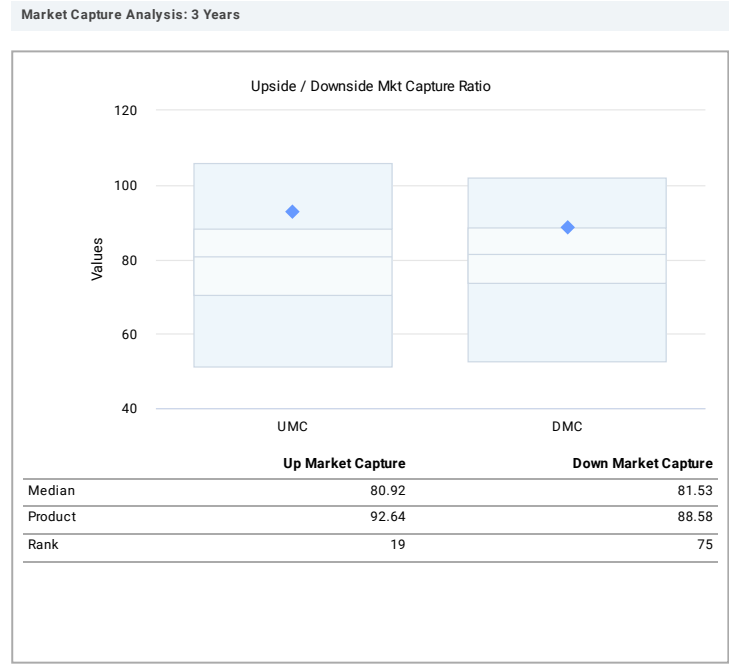 Market Capture Analysis: 3 Years
Upside / Downside Mkt Capture Ratio
120
100
80
60
40
Values
UMC DMC
Up Market Capture Down Market Capture
Median 80.92 81.53
Product 92.64 88.58
Rank 19 75